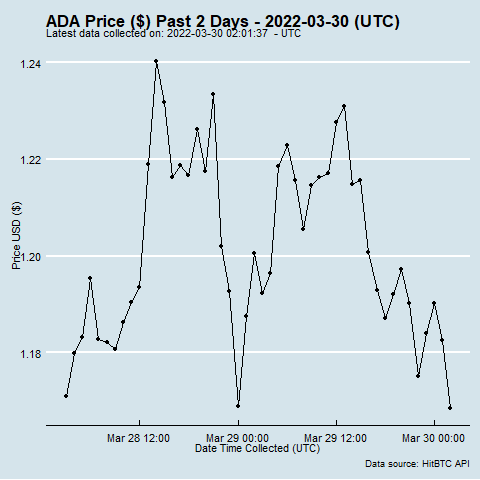 ADA Price ($) Past 2 Days - 2022-03-30 (UTC)
Latest data collected on: 2022-03-30 02:01:37 - UTC
1.24
1.22
1.20
1.18
Price USD ($)
Mar 28 12:00 Mar 29 00:00 Mar 29 12:00 Mar 30 00:00
Date Time Collected (UTC)
Data source: HitBTC API